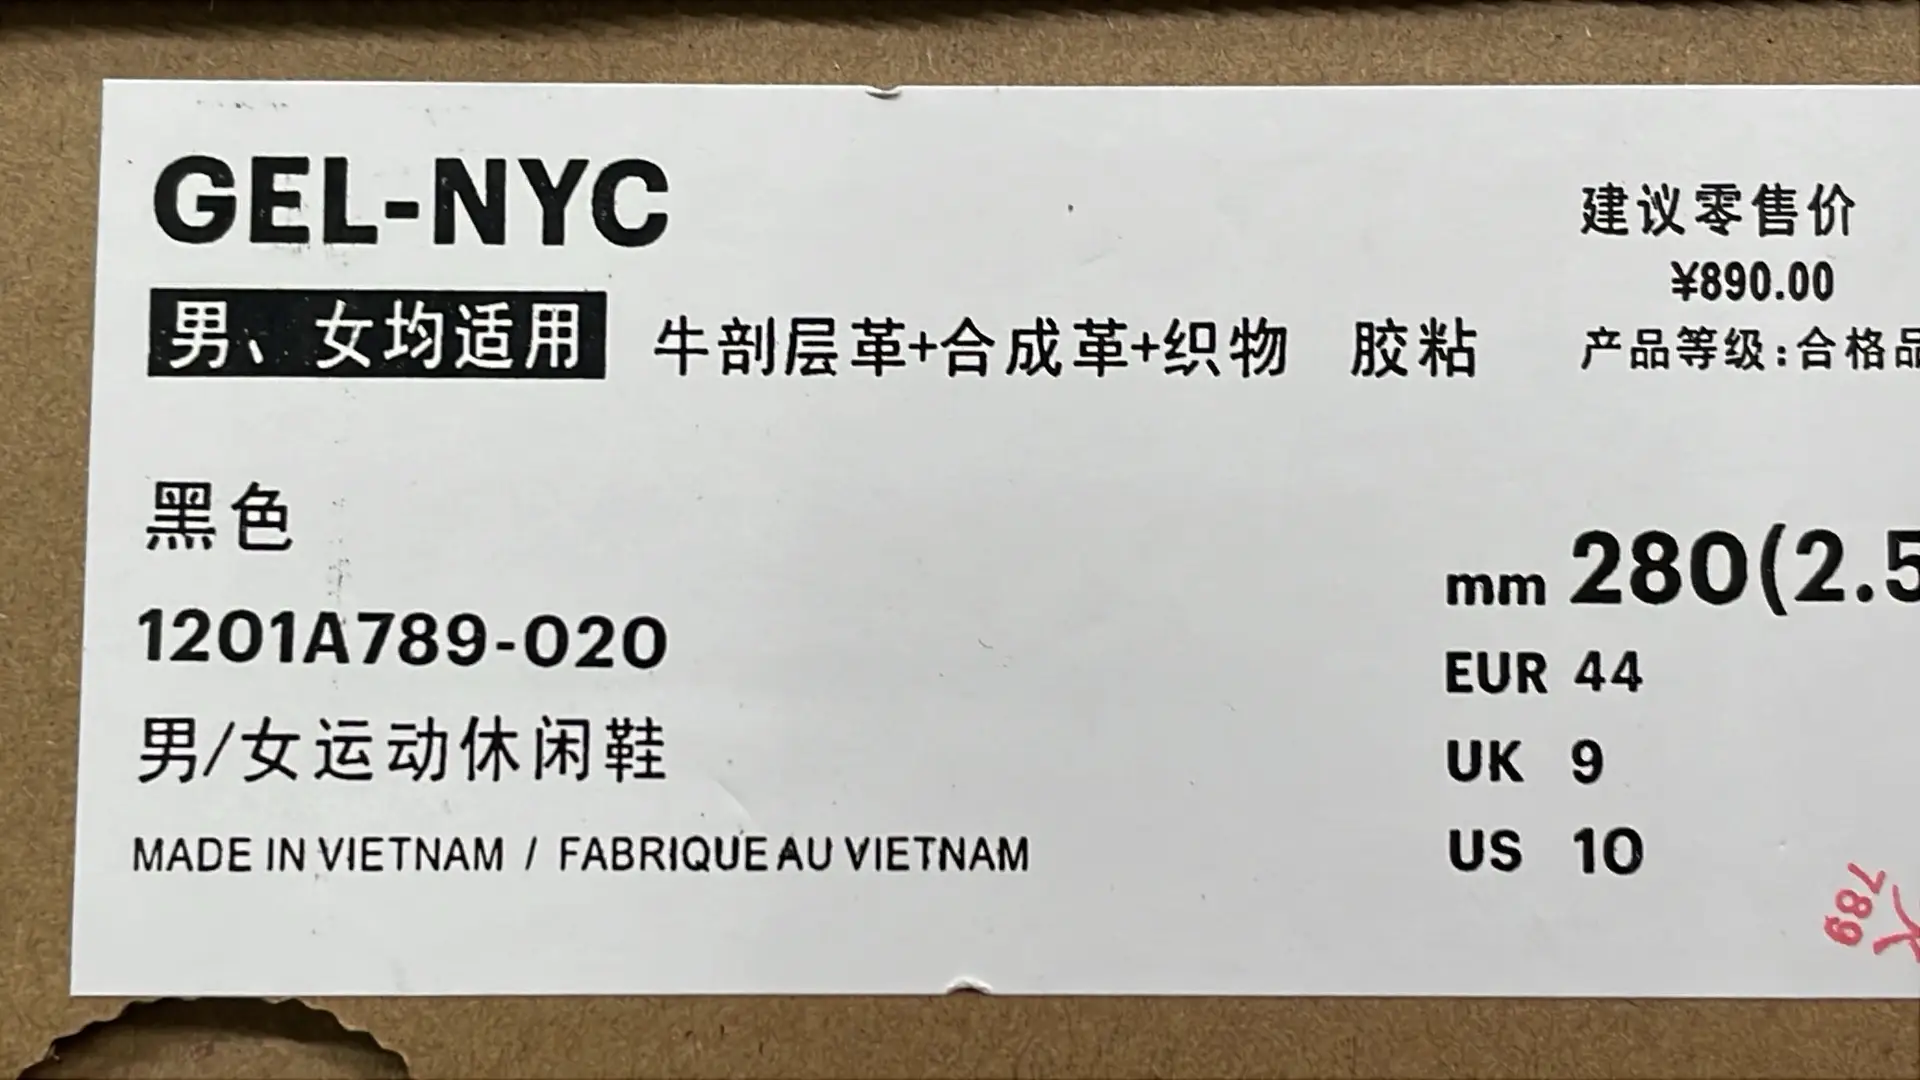 GEL-NYC
建议零售价
¥890.00
男、女均适用 牛剖层革+合成革+织物 胶粘
产品等级:合格品
黑色
mm 280(2.5
1201A789-020
EUR 44
男/女运动休闲鞋
UK 9
MADE IN VIETNAM / FABRIQUE AU VIETNAM
US 10
789